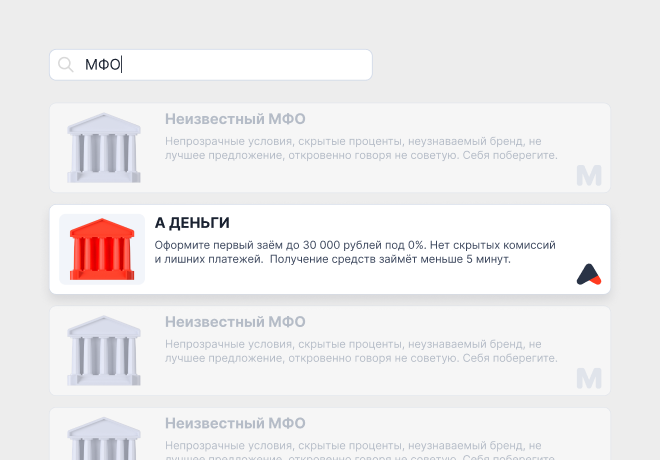 МФО
Неизвестный МФО
Непрозрачные условия, скрытые проценты, неузнаваемый бренд, не
лучшее предложение, откровенно говоря не советую. Себя поберегите.
М
А ДЕНЬГИ
Оформите первый заём до 30 000 рублей под 0%. Нет скрытых комиссий
и лишних платежей. Получение средств займёт меньше 5 минут.
Неизвестный МФО
Непрозрачные условия, скрытые проценты, неузнаваемый бренд, не
лучшее предложение, откровенно говоря не советую. Себя поберегите.
М
Неизвестный МФО
Непрозрачные условия, скрытые проценты, неузнаваемый бренд, не
лучшее предложение, откровенно говоря не советую. Себя поберегите.